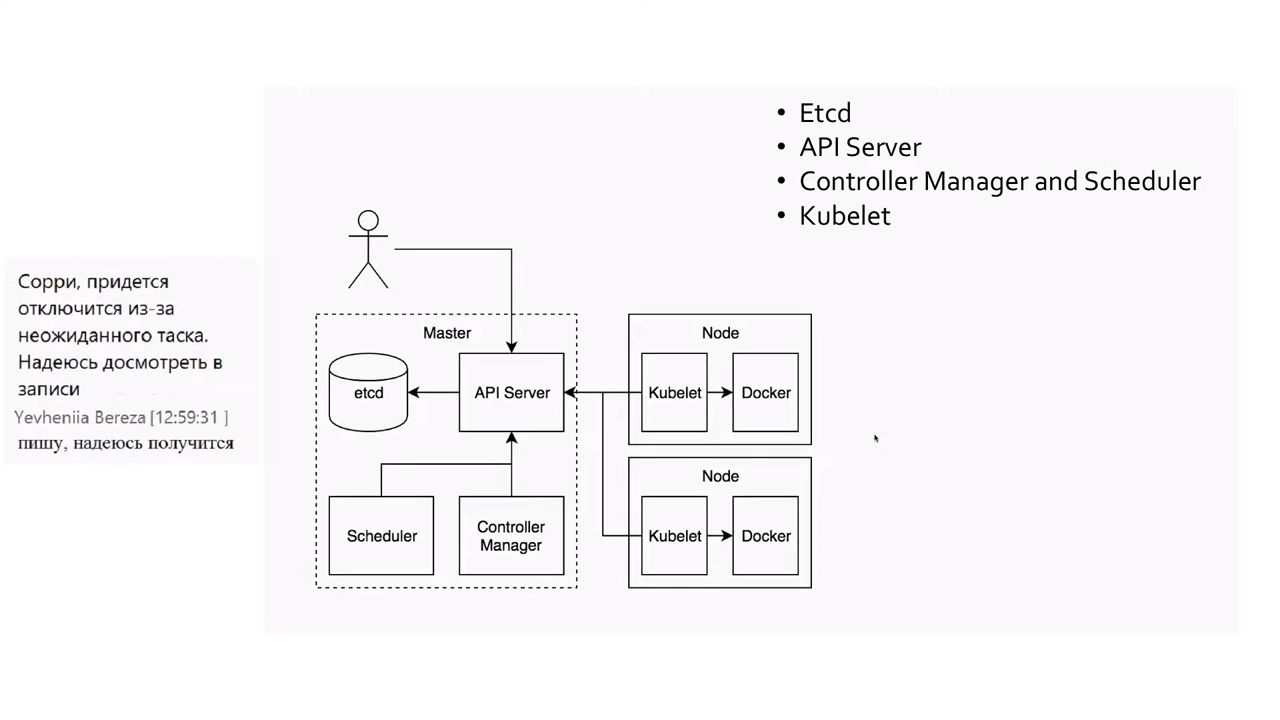 Сорри, придется
отключится из-за
неожиданного таска.
Надеюсь досмотреть в
записи
Yevheniia Bereza [12:59:31 ]
пишу, надеюсь получится
• Etcd
• API Server
• Controller Manager and Scheduler
• Kubelet
Master
etcd
API Server
Scheduler
Controller
Manager
Node
Kubelet
Docker
Node
Kubelet
Docker